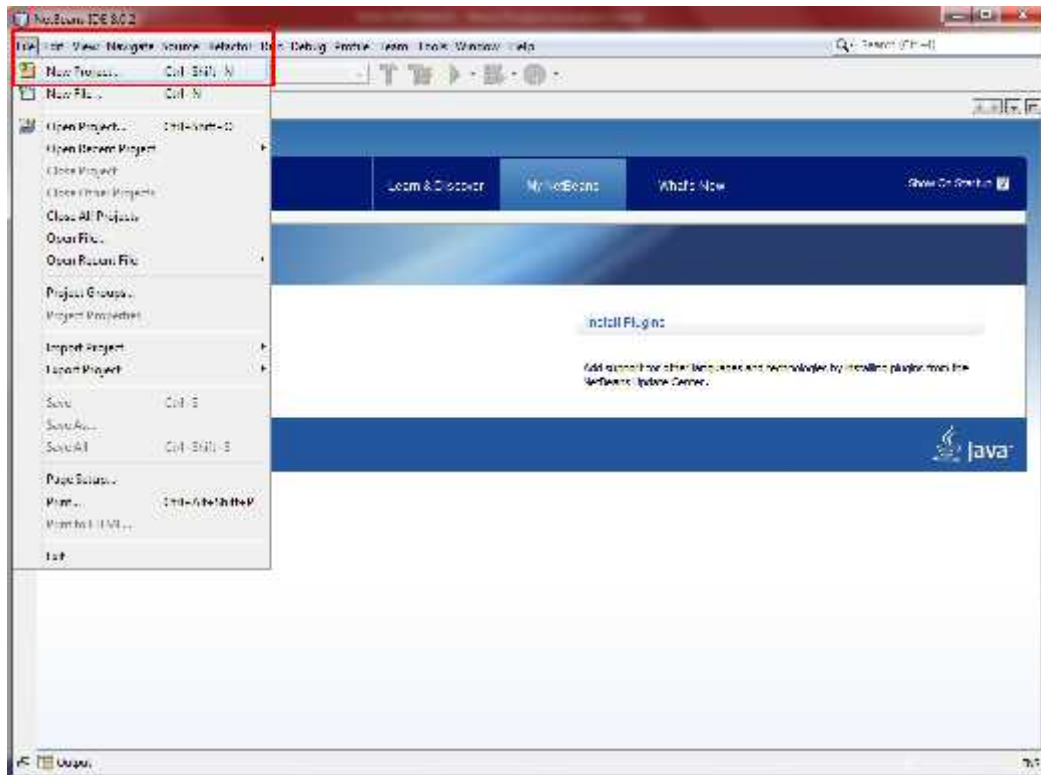 NetBeans IDE 8.0.2
File Edit View Navigate Source Refactor Run Debug Profile Team Tools Window Help
Search (Ctrl+I)
New Project... Ctrl+Shift+N
New File... Ctrl+N
Open Project... Ctrl+Shift+O
Open Recent Project
Close Project
Close Other Projects
Close All Projects
Open File...
Open Recent File
Project Groups...
Project Properties
Import Project
Export Project
Save Ctrl+S
Save As...
Save All Ctrl+Shift+S
Page Setup...
Print... Ctrl+Alt+Shift+P
Print to HTML...
Exit
Learn & Discover
My NetBeans
What's New
Show On Startup
Install Plugins
Add support for other languages and technologies by installing plugins from the
NetBeans Update Center.
Java
Output
INS